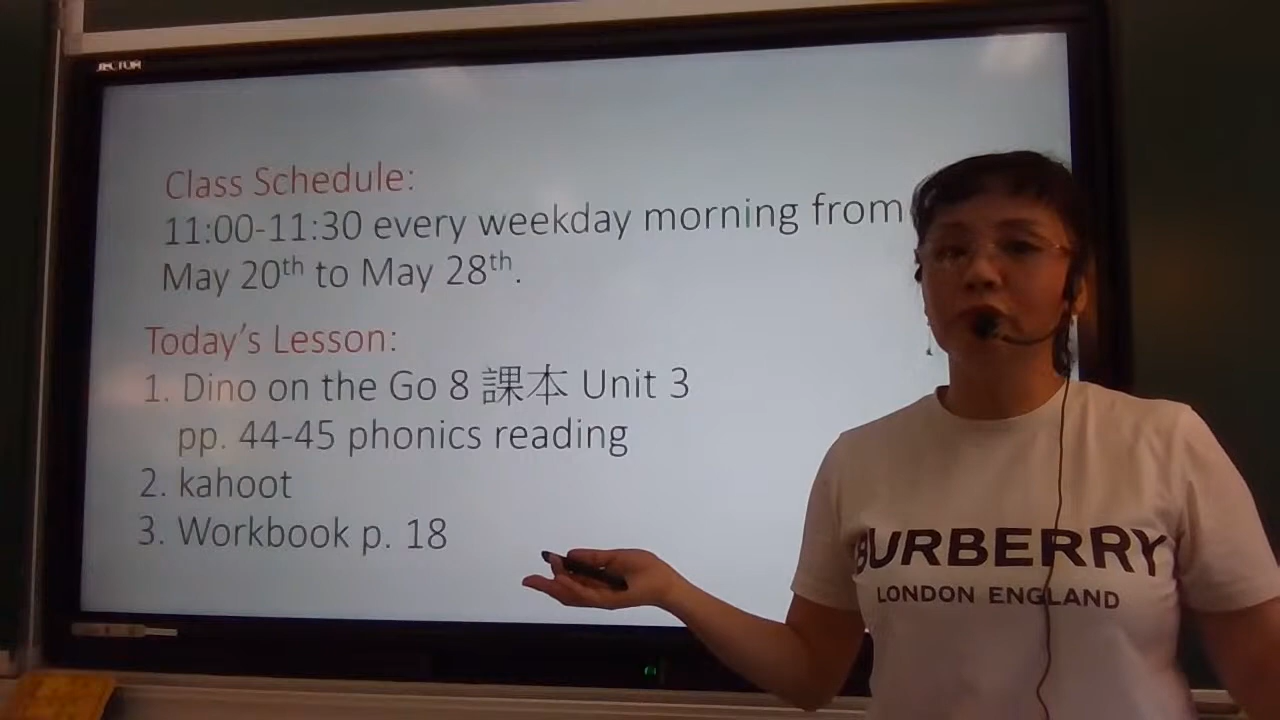 VECTOR
Class Schedule:
11:00-11:30 every weekday morning from
May 20th to May 28th.
Today's Lesson:
1. Dino on the Go 8 課本 Unit 3
pp. 44-45 phonics reading
2. kahoot
3. Workbook p. 18
BURBERRY
LONDON ENGLAND